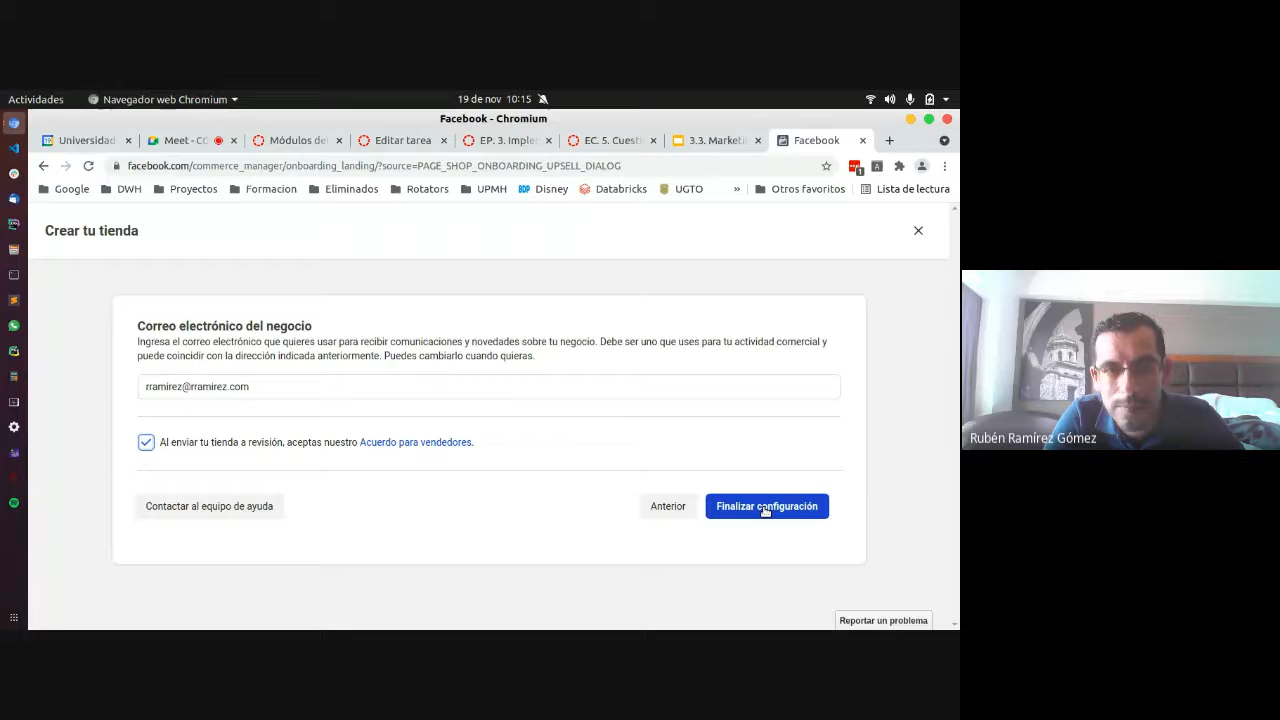 Actividades
Navegador web Chromium
19 de nov 10:15
Facebook - Chromium
Universidad
Meet - CC
Módulos de
Editar tarea
EP. 3. Imple
EC. 5. Cuest
3.3. Marketi
Facebook
facebook.com/commerce_manager/onboarding_landing/?source=PAGE_SHOP_ONBOARDING_UPSELL_DIALOG
1
Google
DWH
Proyectos
Formacion
Eliminados
Rotators
UPMH
Disney
Databricks
UGTO
»
Otros favoritos
Lista de lectura
Crear tu tienda
Correo electrónico del negocio
Ingresa el correo electrónico que quieres usar para recibir comunicaciones y novedades sobre tu negocio. Debe ser uno que uses para tu actividad comercial y
puede coincidir con la dirección indicada anteriormente. Puedes cambiarlo cuando quieras.
rramirez@rramirez.com
Al enviar tu tienda a revisión, aceptas nuestro Acuerdo para vendedores.
Contactar al equipo de ayuda
Anterior
Finalizar configuración
Reportar un problema
Rubén Ramírez Gómez